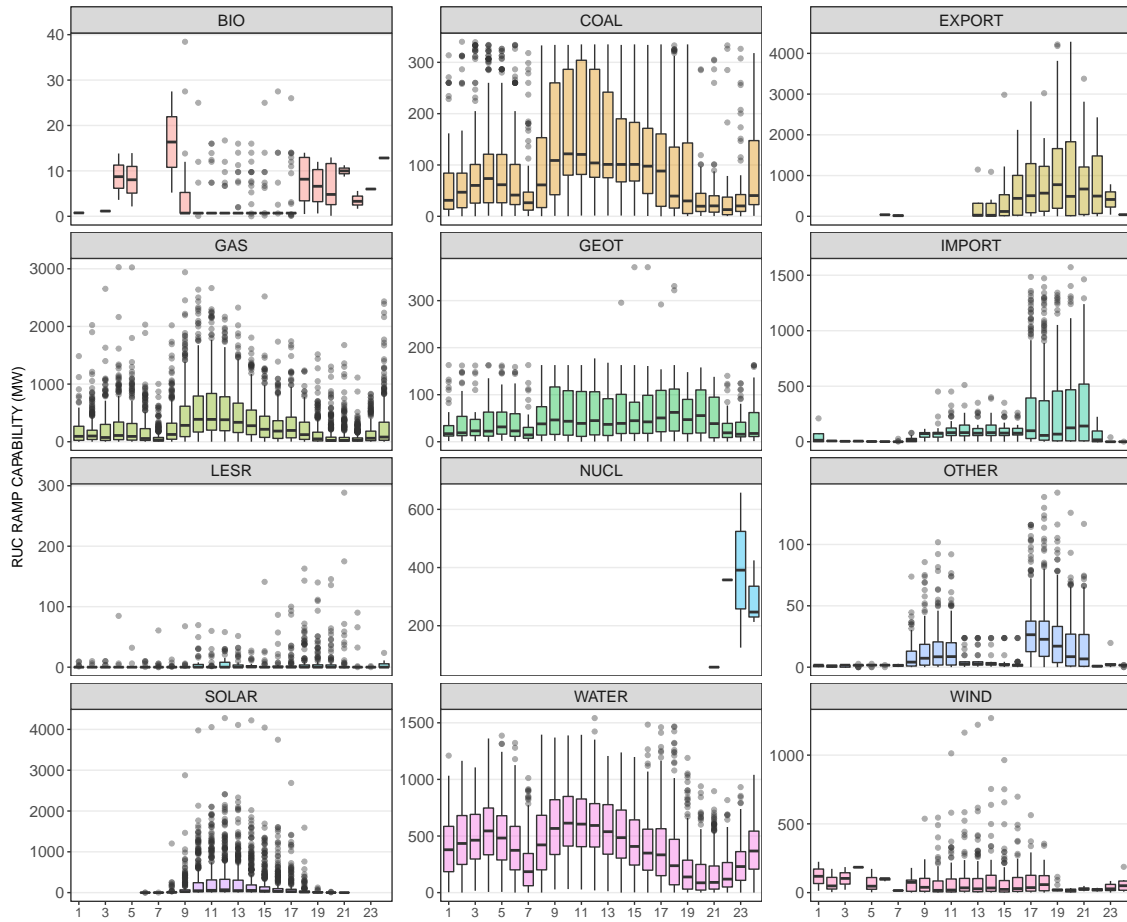 BIO COAL EXPORT
40 30 20 10 0
300 200 100 0
4000 3000 2000 1000 0
GAS GEOT IMPORT
3000 2000 1000 0
300 200 100 0
1500 1000 500 0
RUC RAMP CAPABILITY (MW)
LESR NUCL OTHER
300 200 100 0
600 400 200
100 50 0
SOLAR WATER WIND
4000 3000 2000 1000 0
1500 1000 500 0
1000 500 0
1 3 5 7 9 11 13 15 17 19 21 23
1 3 5 7 9 11 13 15 17 19 21 23
1 3 5 7 9 11 13 15 17 19 21 23